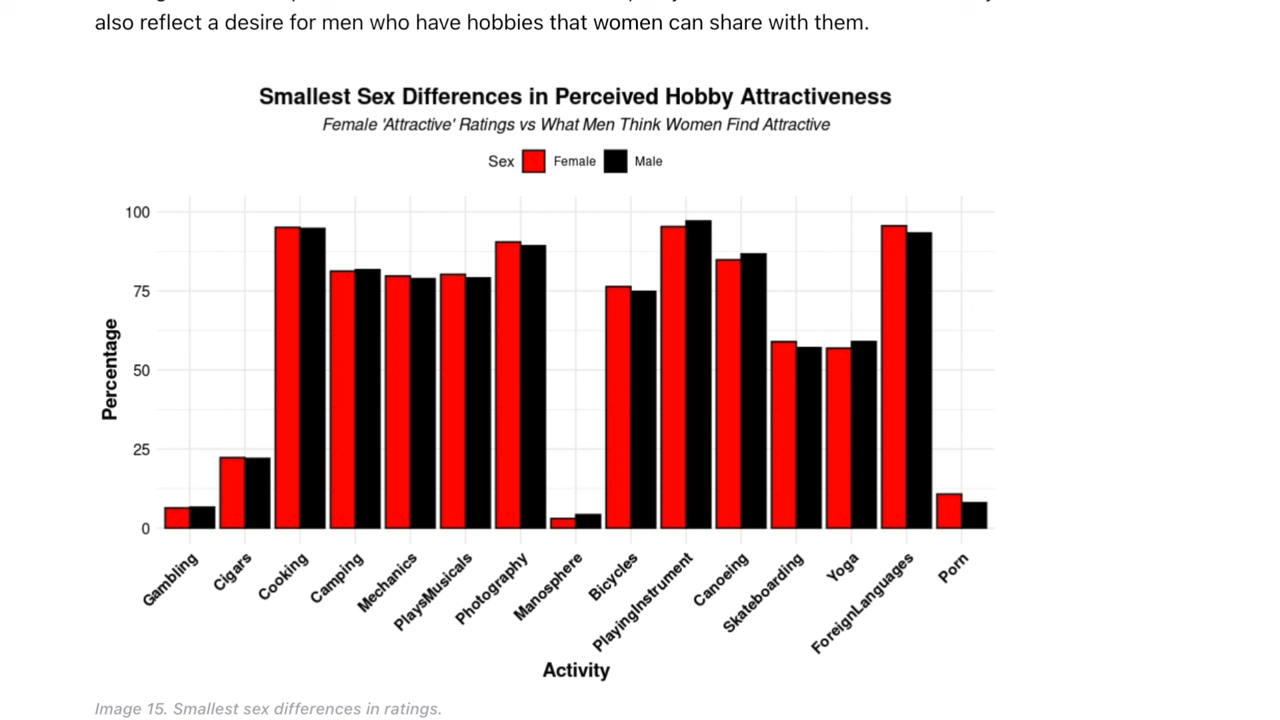 also reflect a desire for men who have hobbies that women can share with them.
Smallest Sex Differences in Perceived Hobby Attractiveness
Female 'Attractive' Ratings vs What Men Think Women Find Attractive
Sex Female Male
100
75
50
25
0
Percentage
Gambling
Cigars
Cooking
Camping
Mechanics
PlaysMusicals
Photography
Manosphere
Bicycles
PlayingInstrument
Canoeing
Skateboarding
Yoga
ForeignLanguages
Porn
Activity
Image 15. Smallest sex differences in ratings.